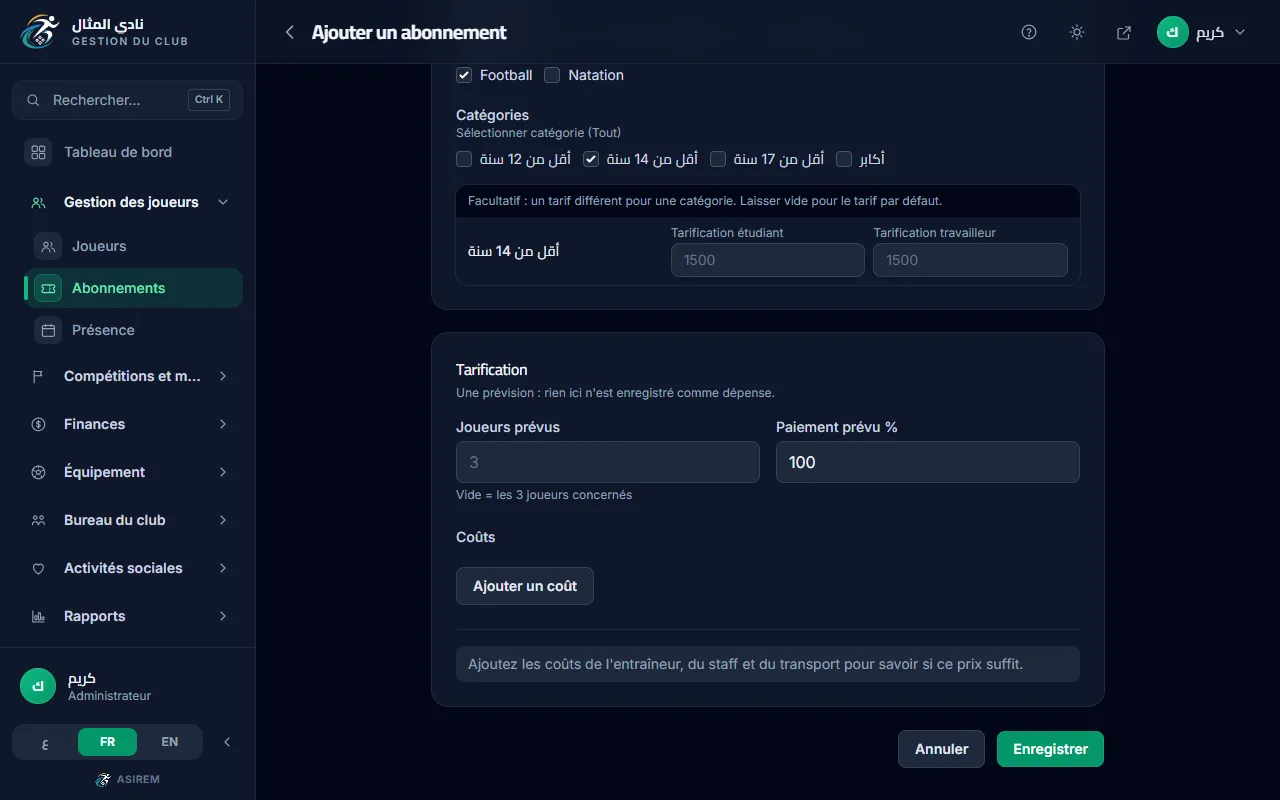 نادي المثال
GESTION DU CLUB
Rechercher...
Ctrl K
Tableau de bord
Gestion des joueurs
Joueurs
Abonnements
Présence
Compétitions et m...
Finances
Équipement
Bureau du club
Activités sociales
Rapports
ك
كريم
Administrateur
ع
FR
EN
ASIREM
Ajouter un abonnement
ك
كريم
Football
Natation
Catégories
Sélectionner catégorie (Tout)
أقل من 12 سنة
أقل من 14 سنة
أقل من 17 سنة
أكابر
Facultatif : un tarif différent pour une catégorie. Laisser vide pour le tarif par défaut.
أقل من 14 سنة
Tarification étudiant
1500
Tarification travailleur
1500
Tarification
Une prévision : rien ici n'est enregistré comme dépense.
Joueurs prévus
3
Vide = les 3 joueurs concernés
Paiement prévu %
100
Coûts
Ajouter un coût
Ajoutez les coûts de l'entraîneur, du staff et du transport pour savoir si ce prix suffit.
Annuler
Enregistrer